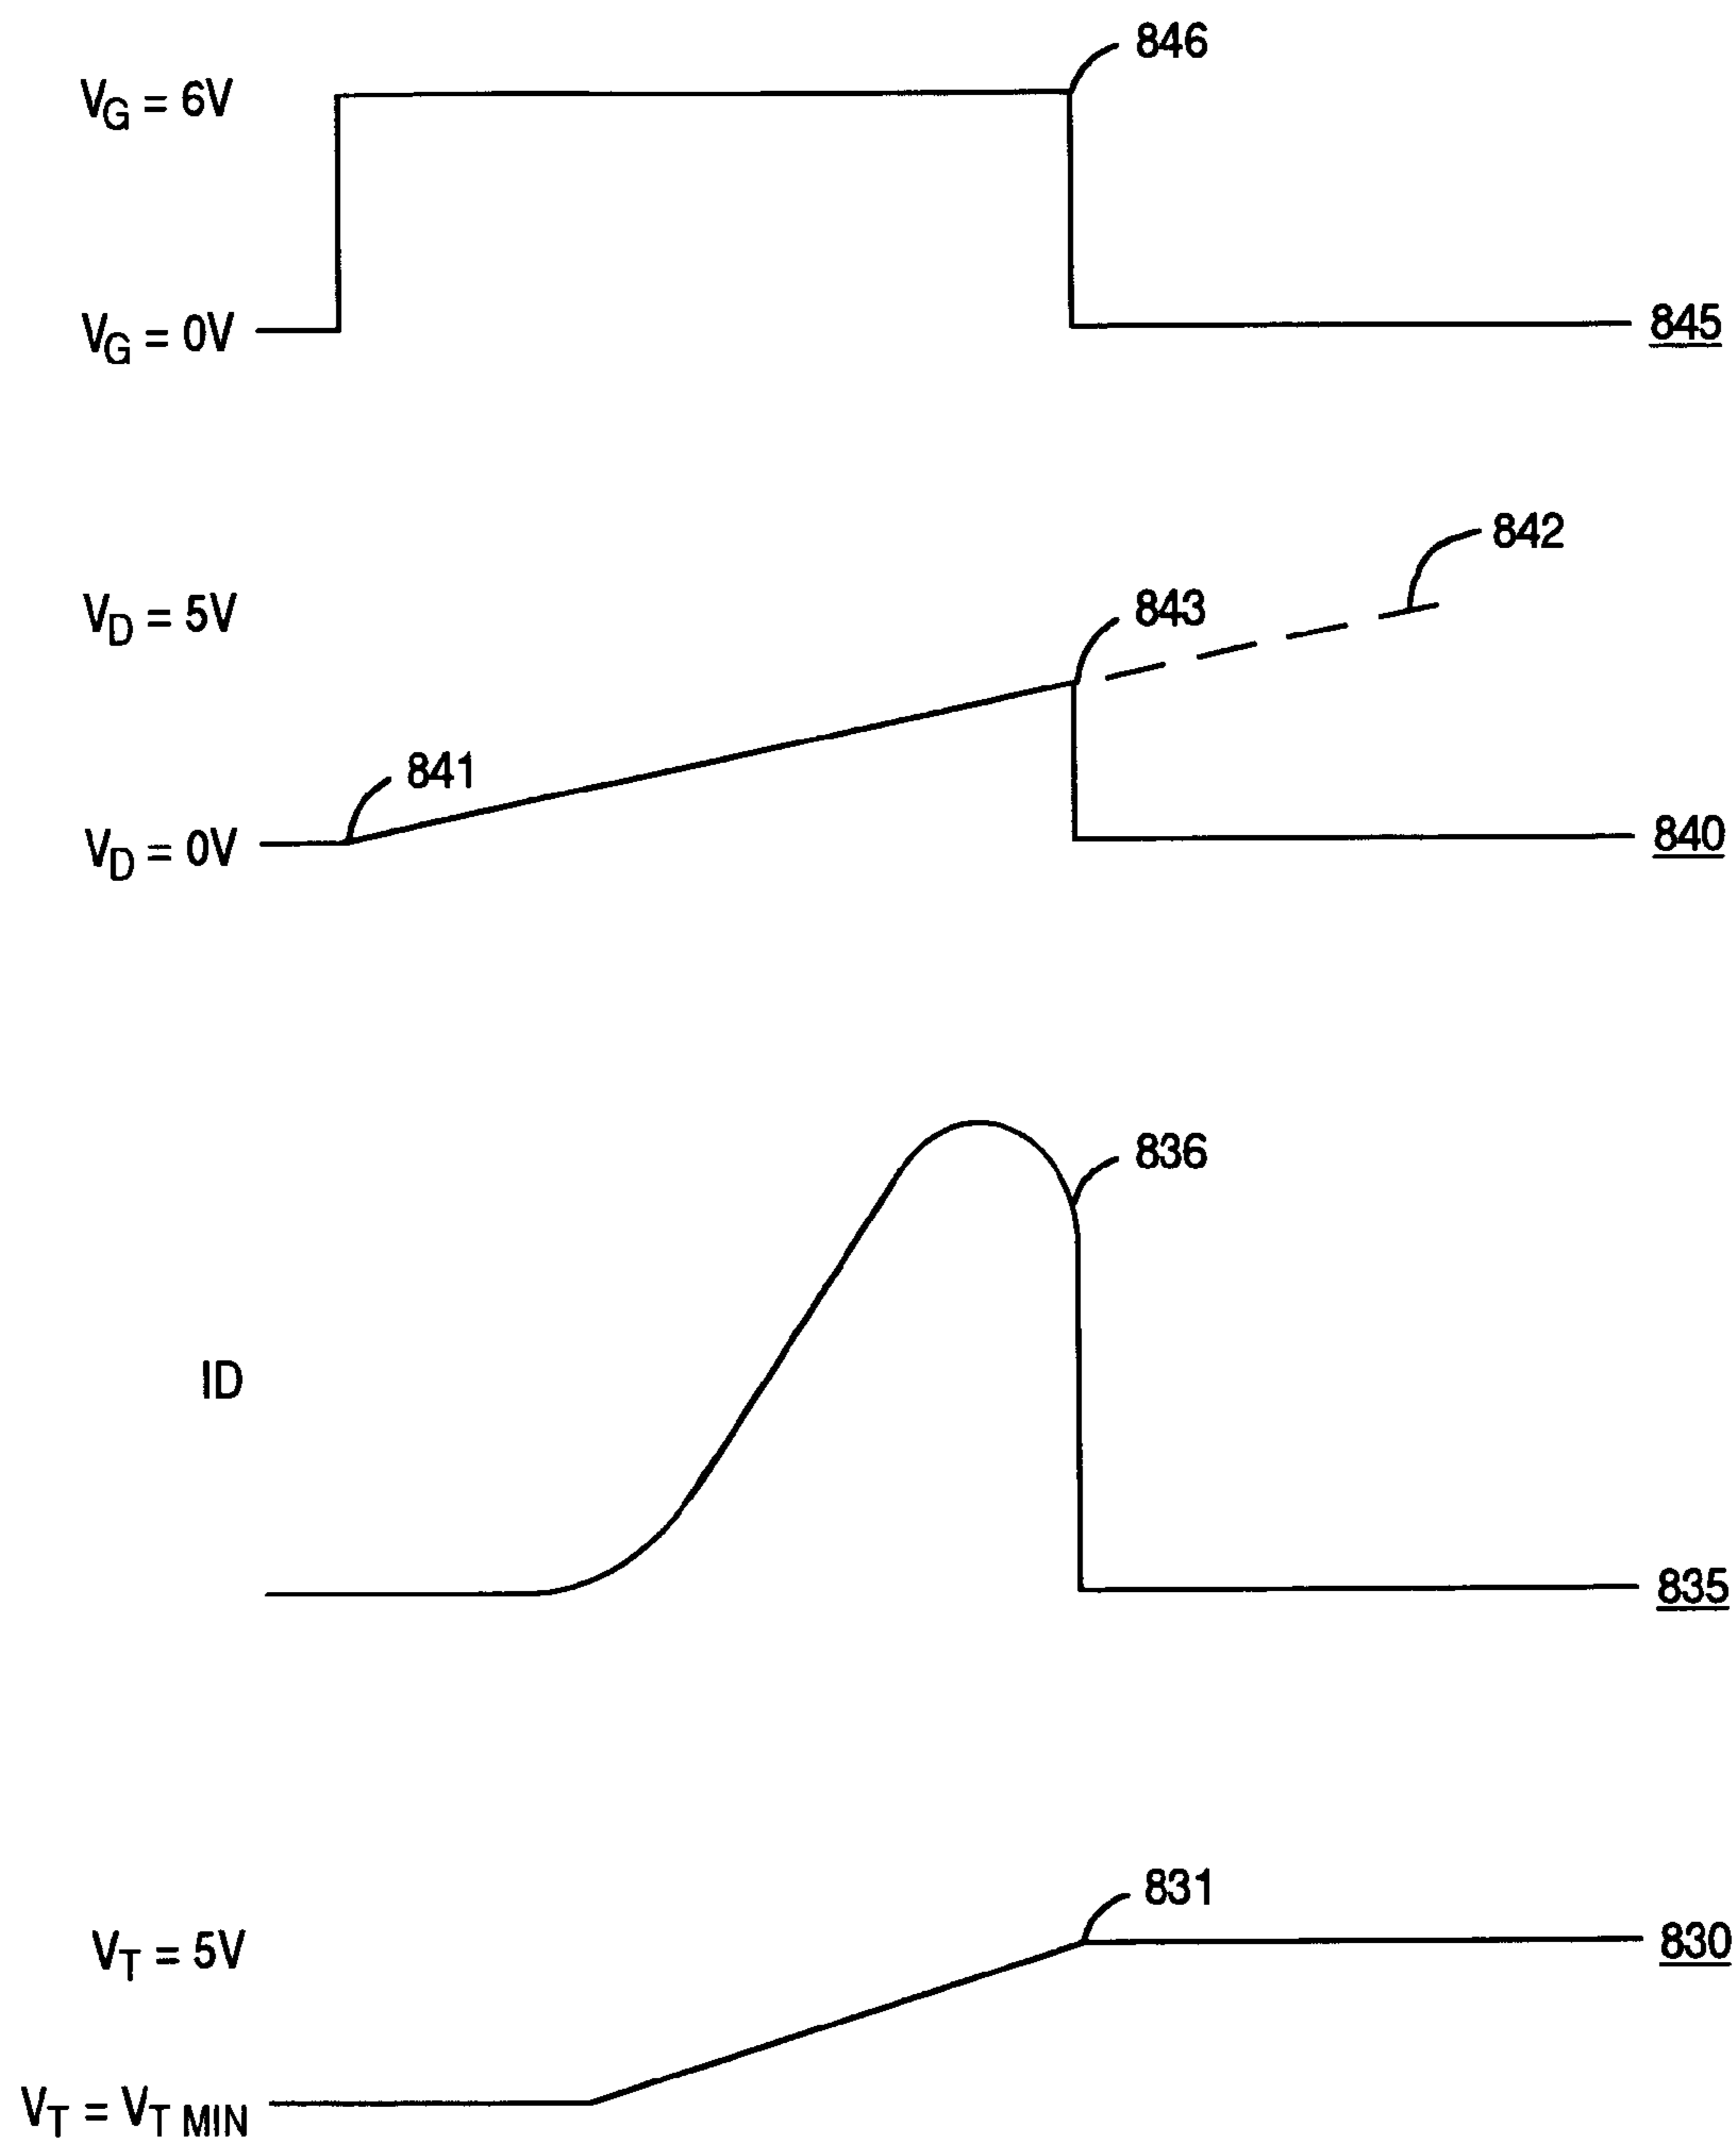 846
V_G = 6V
V_G = 0V
845
842
V_D = 5V
843
841
V_D = 0V
840
836
ID
835
831
V_T = 5V
830
V_T = V_T MIN